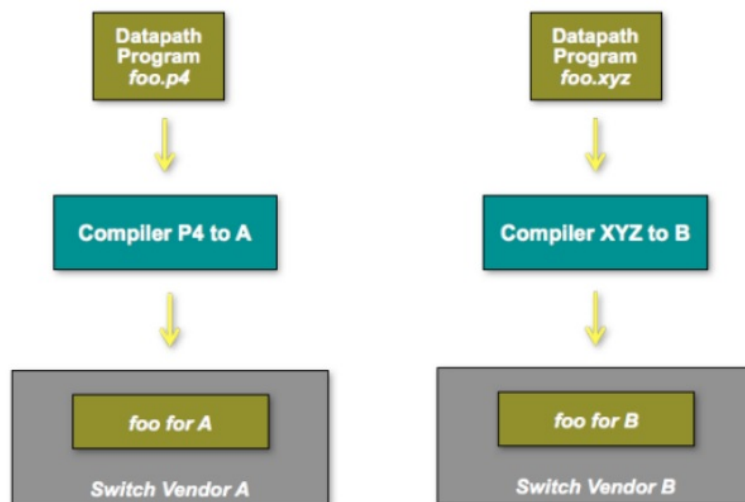 Datapath
Program
foo.p4
Datapath
Program
foo.xyz
Compiler P4 to A
Compiler XYZ to B
foo for A
foo for B
Switch Vendor A
Switch Vendor B